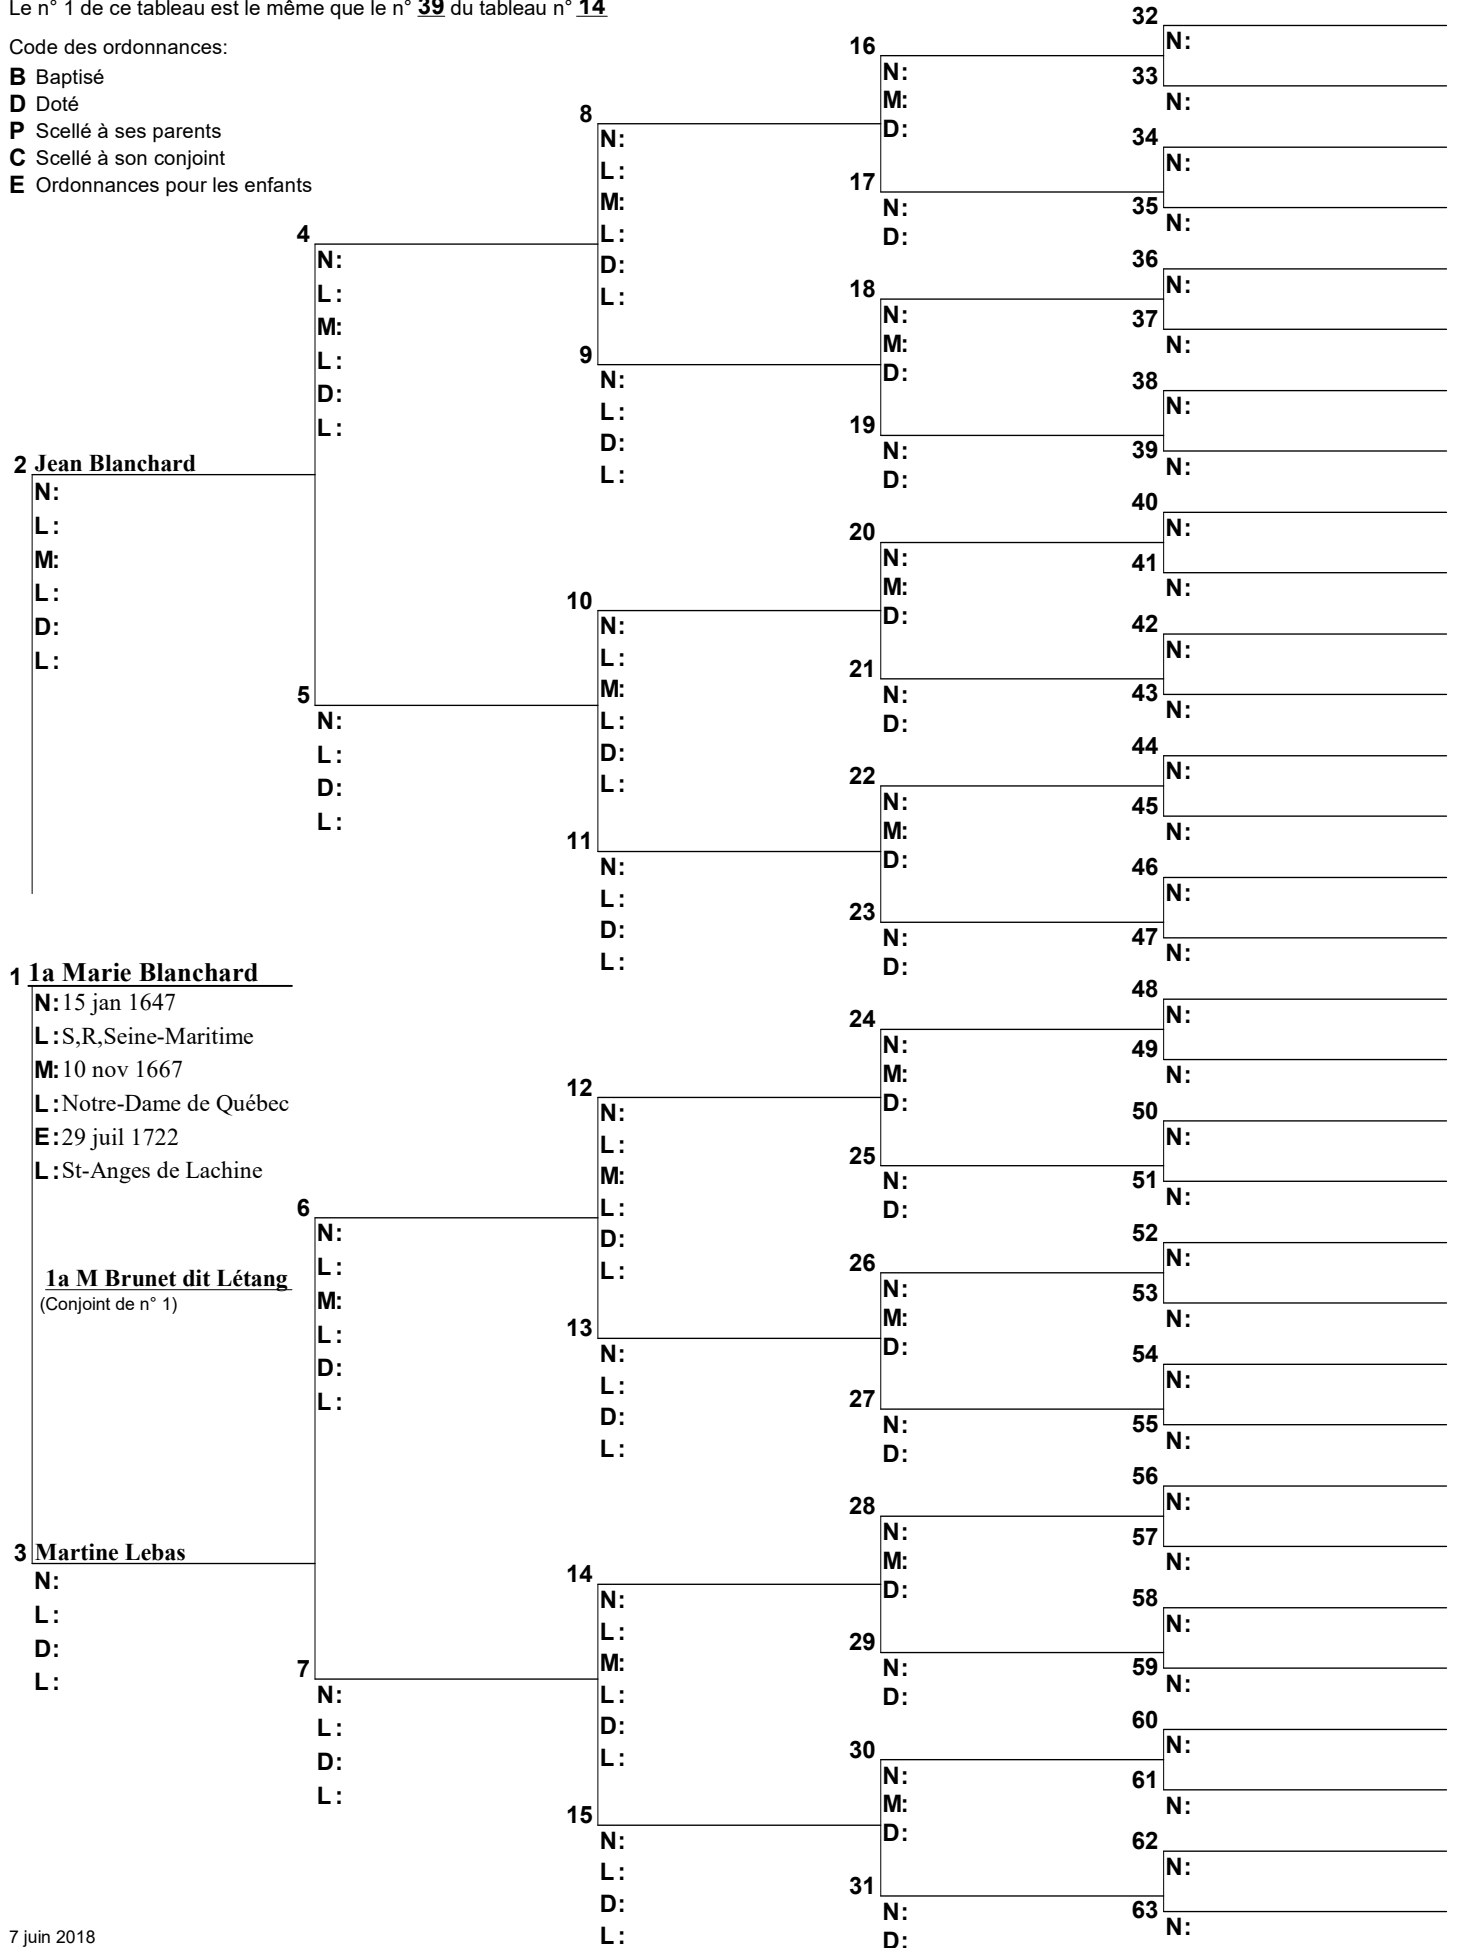 Le n° 1 de ce tableau est le même que le n° 39 du tableau n° 14
Code des ordonnances:
B Baptisé
D Doté
P Scellé à ses parents
C Scellé à son conjoint
E Ordonnances pour les enfants
2 Jean Blanchard
N:
L:
M:
L:
D:
L:
1 1a Marie Blanchard
N: 15 jan 1647
L: S,R,Seine-Maritime
M: 10 nov 1667
L: Notre-Dame de Québec
E: 29 juil 1722
L: St-Anges de Lachine
1a M Brunet dit Létang
(Conjoint de n° 1)
3 Martine Lebas
N:
L:
D:
L:
7 juin 2018
4
N:
L:
M:
L:
D:
L:
5
N:
L:
D:
L:
6
N:
L:
M:
L:
D:
L:
7
N:
L:
D:
L:
8
N:
L:
M:
L:
D:
L:
9
N:
L:
D:
L:
10
N:
L:
M:
L:
D:
L:
11
N:
L:
D:
L:
12
N:
L:
M:
L:
D:
L:
13
N:
L:
D:
L:
14
N:
L:
M:
L:
D:
L:
15
N:
L:
D:
L:
16
N:
M:
D:
17
N:
D:
18
N:
M:
D:
19
N:
D:
20
N:
M:
D:
21
N:
D:
22
N:
M:
D:
23
N:
D:
24
N:
M:
D:
25
N:
D:
26
N:
M:
D:
27
N:
D:
28
N:
M:
D:
29
N:
D:
30
N:
M:
D:
31
N:
D:
32
N:
33
N:
34
N:
35
N:
36
N:
37
N:
38
N:
39
N:
40
N:
41
N:
42
N:
43
N:
44
N:
45
N:
46
N:
47
N:
48
N:
49
N:
50
N:
51
N:
52
N:
53
N:
54
N:
55
N:
56
N:
57
N:
58
N:
59
N:
60
N:
61
N:
62
N:
63
N: